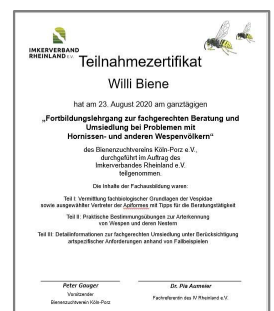 IMKERVERBAND
RHEINLAND e.V.
Teilnahmezertifikat
Willi Biene
hat am 23. August 2020 am ganztägigen
„Fortbildungslehrgang zur fachgerechten Beratung und
Umsiedlung bei Problemen mit
Hornissen- und anderen Wespenvölkern“
des Bienenzuchtvereins Köln-Porz e.V.,
durchgeführt im Auftrag des
Imkerverbandes Rheinland e.V.
teilgenommen.
Die Inhalte der Fachausbildung waren:
Teil I: Vermittlung fachbiologischer Grundlagen der Vespidae
sowie ausgewählter Vertreter der Apiformes mit Tipps für die Beratungstätigkeit
Teil II: Praktische Bestimmungsübungen zur Arterkennung
von Wespen und deren Nestern
Teil III: Detailinformationen zur fachgerechten Umsiedlung unter Berücksichtigung
artspezifischer Anforderungen anhand von Fallbeispielen
Peter Gauger
Vorsitzender
Bienenzuchtverein Köln-Porz
Dr. Pia Aumeier
Fachreferentin des IV Rheinland e.V.